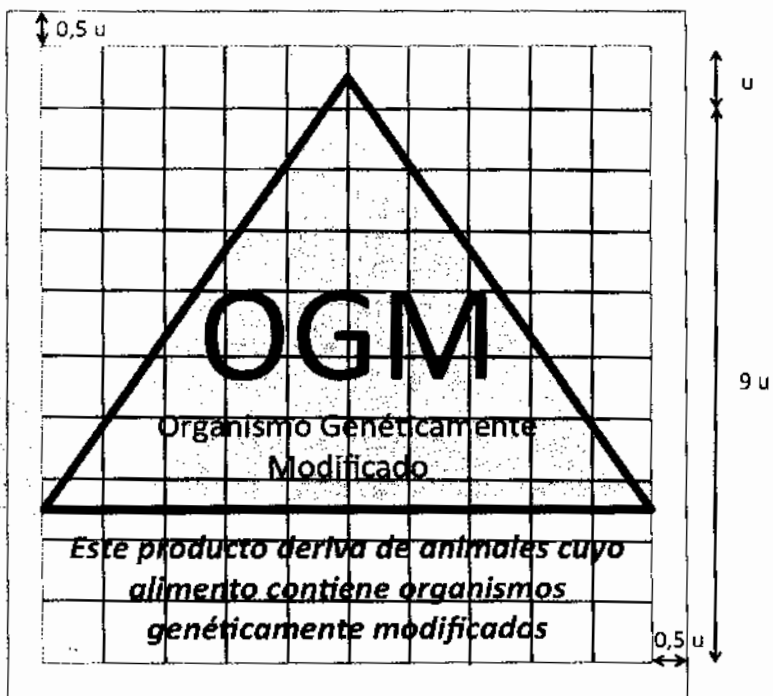 0,5 u
u
OGM
9 u
Organismo Genéticamente
Modificado
Este producto deriva de animales cuyo
alimento contiene organismos
genéticamente modificados
0,5 u